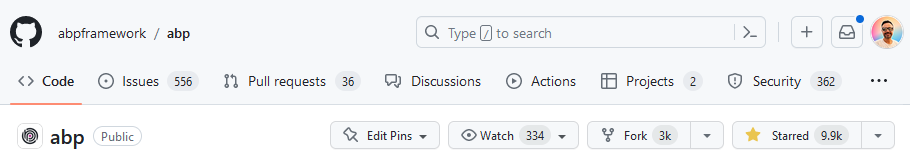 abpframework / abp Type / to search
Code Issues 556 Pull requests 36 Discussions Actions Projects 2 Security 362
abp Public Edit Pins Watch 334 Fork 3k Starred 9.9k